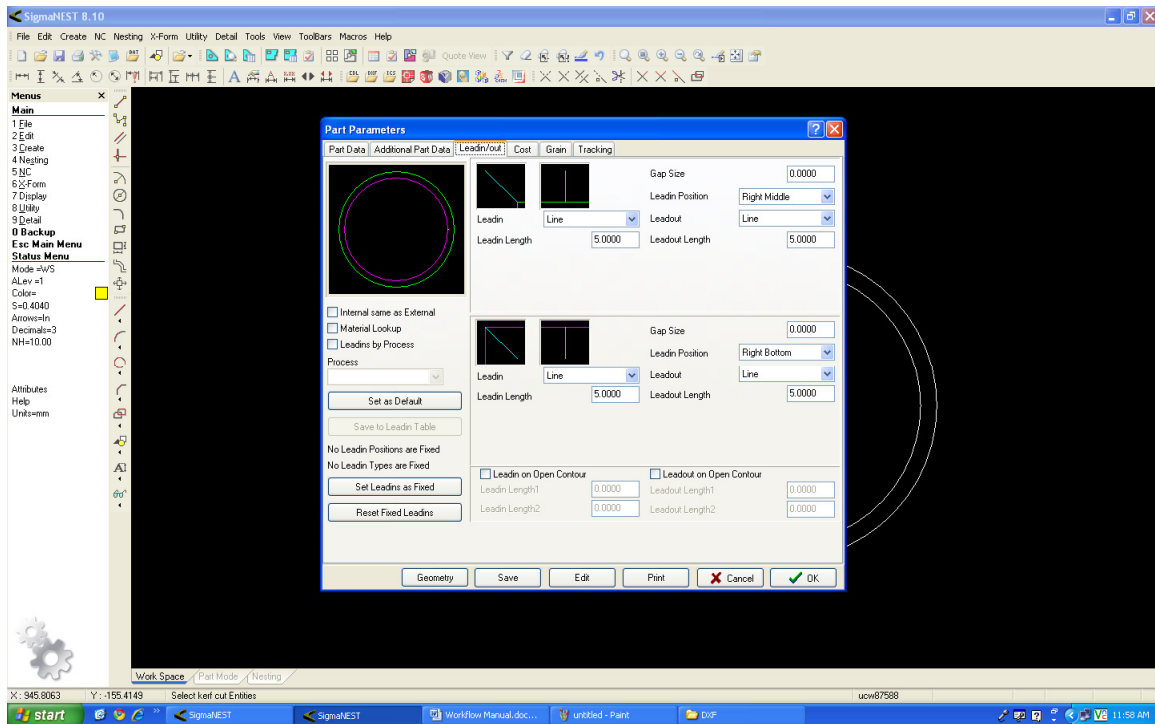 SigmaNEST 8.10
File Edit Create NC Nesting X-Form Utility Detail Tools View ToolBars Macros Help
Quote View
Menus x
Main
1 File
2 Edit
3 Create
4 Nesting
5 NC
6 X-Form
7 Display
8 Utility
9 Detail
0 Backup
Esc Main Menu
Status Menu
Mode =WS
ALev =1
Color=
S=0.4040
Arrows=In
Decimals=3
NH=10.00
Attributes
Help
Units=mm
Part Parameters
Part Data Additional Part Data Leadin/out Cost Grain Tracking
Internal same as External
Material Lookup
Leadins by Process
Process
Set as Default
Save to Leadin Table
No Leadin Positions are Fixed
No Leadin Types are Fixed
Set Leadins as Fixed
Reset Fixed Leadins
Gap Size 0.0000
Leadin Position Right Middle
Leadin Line Leadout Line
Leadin Length 5.0000 Leadout Length 5.0000
Gap Size 0.0000
Leadin Position Right Bottom
Leadin Line Leadout Line
Leadin Length 5.0000 Leadout Length 5.0000
Leadin on Open Contour Leadout on Open Contour
Leadin Length1 0.0000 Leadout Length1 0.0000
Leadin Length2 0.0000 Leadout Length2 0.0000
Geometry Save Edit Print Cancel OK
Work Space Part Mode Nesting
X: 945.8063 Y: -155.4149 Select kerf cut Entities ucw87588
start SigmaNEST SigmaNEST Workflow Manual.doc... untitled - Paint DXF 11:58 AM